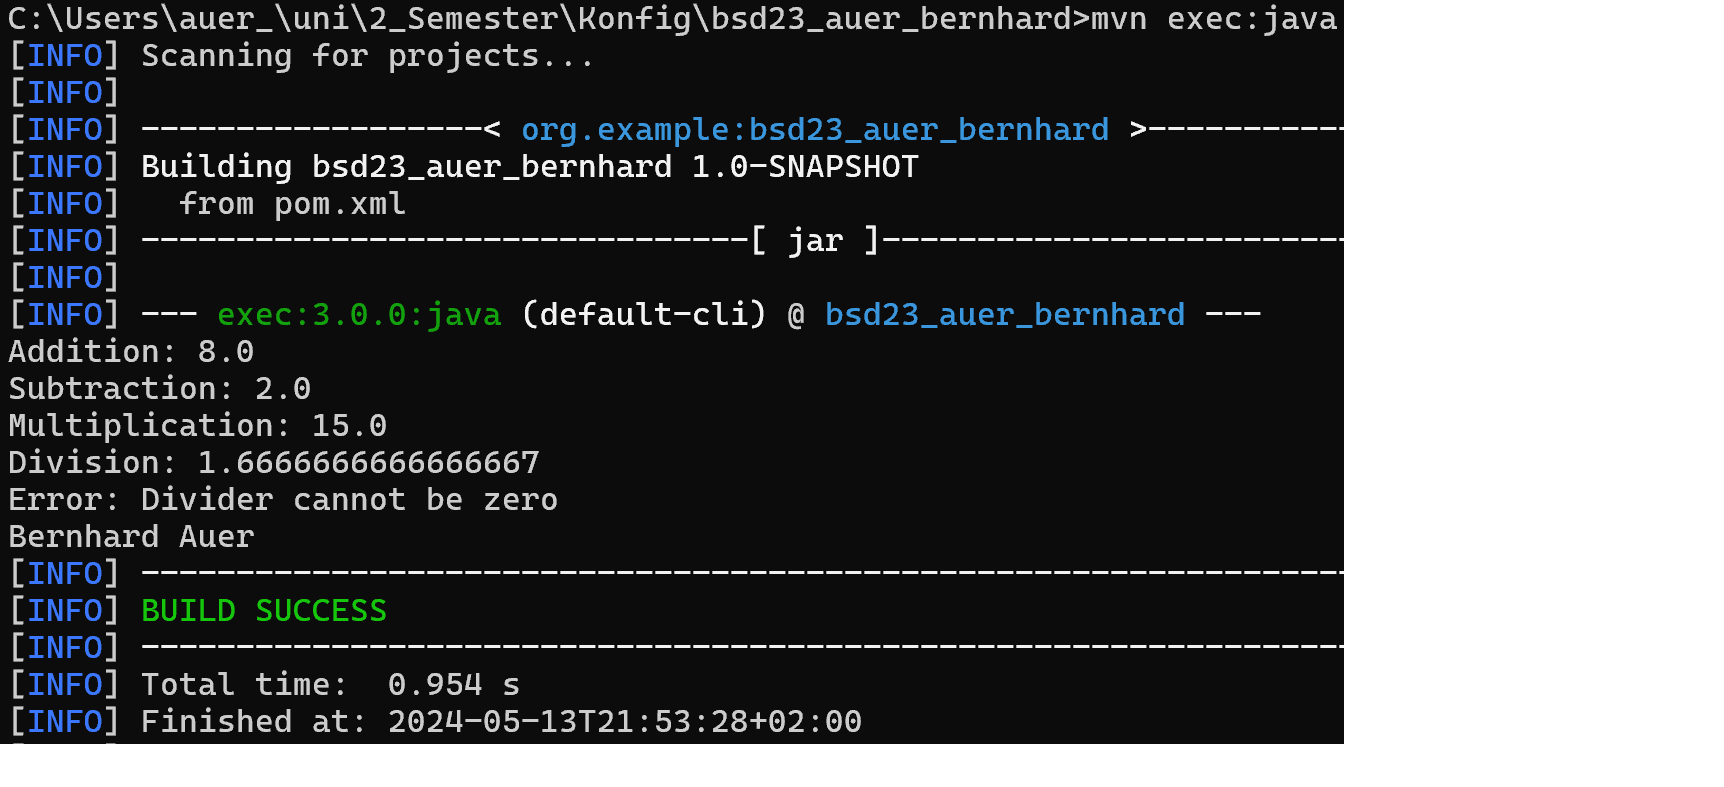 C:\Users\auer_\uni\2_Semester\Konfig\bsd23_auer_bernhard>mvn exec:java
[INFO] Scanning for projects...
[INFO]
[INFO] ------------------< org.example:bsd23_auer_bernhard >-----------
[INFO] Building bsd23_auer_bernhard 1.0-SNAPSHOT
[INFO]   from pom.xml
[INFO] --------------------------------[ jar ]-------------------------
[INFO]
[INFO] --- exec:3.0.0:java (default-cli) @ bsd23_auer_bernhard ---
Addition: 8.0
Subtraction: 2.0
Multiplication: 15.0
Division: 1.6666666666666667
Error: Divider cannot be zero
Bernhard Auer
[INFO] ----------------------------------------------------------------
[INFO] BUILD SUCCESS
[INFO] ----------------------------------------------------------------
[INFO] Total time:  0.954 s
[INFO] Finished at: 2024-05-13T21:53:28+02:00